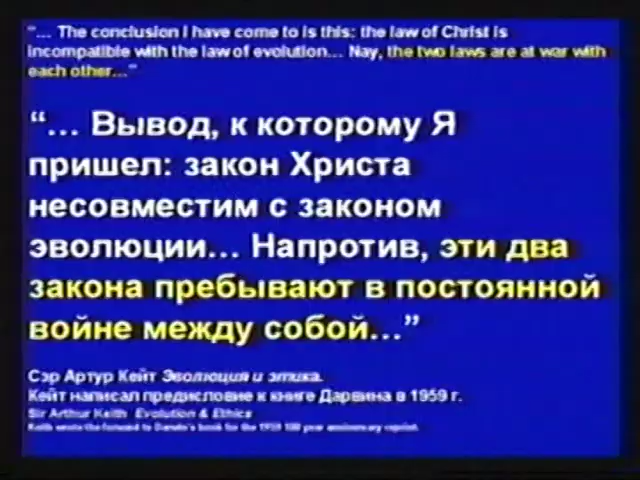 "... The conclusion I have come to is this: the law of Christ is
incompatible with the law of evolution... Nay, the two laws are at war with
each other..."
"... Вывод, к которому Я
пришел: закон Христа
несовместим с законом
эволюции... Напротив, эти два
закона пребывают в постоянной
войне между собой..."
Сэр Артур Кейт Эволюция и этика.
Кейт написал предисловие к книге Дарвина в 1959 г.
Sir Arthur Keith Evolution & Ethics
Keith wrote the forward to Darwin's book for the 1959 100 year anniversary reprint.